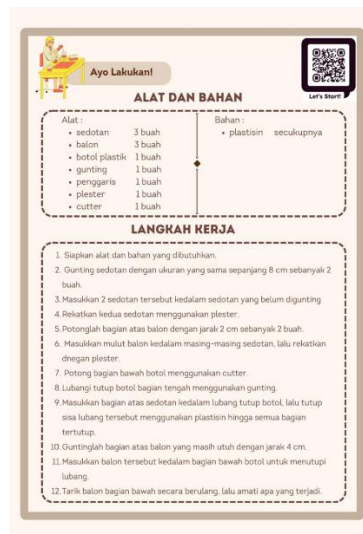 Ayo Lakukan!
Let's Start!
ALAT DAN BAHAN
Alat :
• sedotan 3 buah
• balon 3 buah
• botol plastik 1 buah
• gunting 1 buah
• penggaris 1 buah
• plester 1 buah
• cutter 1 buah
Bahan :
• plastisin secukupnya
LANGKAH KERJA
1. Siapkan alat dan bahan yang dibutuhkan.
2. Gunting sedotan dengan ukuran yang sama sepanjang 8 cm sebanyak 2
buah.
3. Masukkan 2 sedotan tersebut kedalam sedotan yang belum digunting
4. Rekatkan kedua sedotan menggunakan plester.
5. Potonglah bagian atas balon dengan jarak 2 cm sebanyak 2 buah.
6. Masukkan mulut balon kedalam masing-masing sedotan, lalu rekatkan
dnegan plester.
7. Potong bagian bawah botol menggunakan cutter.
8. Lubangi tutup botol bagian tengah menggunakan gunting.
9. Masukkan bagian atas sedotan kedalam lubang tutup botol, lalu tutup
sisa lubang tersebut menggunakan plastisin hingga semua bagian
tertutup.
10. Guntinglah bagian atas balon yang masih utuh dengan jarak 4 cm.
11. Masukkan balon tersebut kedalam bagian bawah botol untuk menutupi
lubang.
12. Tarik balon bagian bawah secara berulang, lalu amati apa yang terjadi.